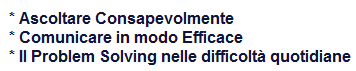 * Ascoltare Consapevolmente
* Comunicare in modo Efficace
* Il Problem Solving nelle difficoltà quotidiane